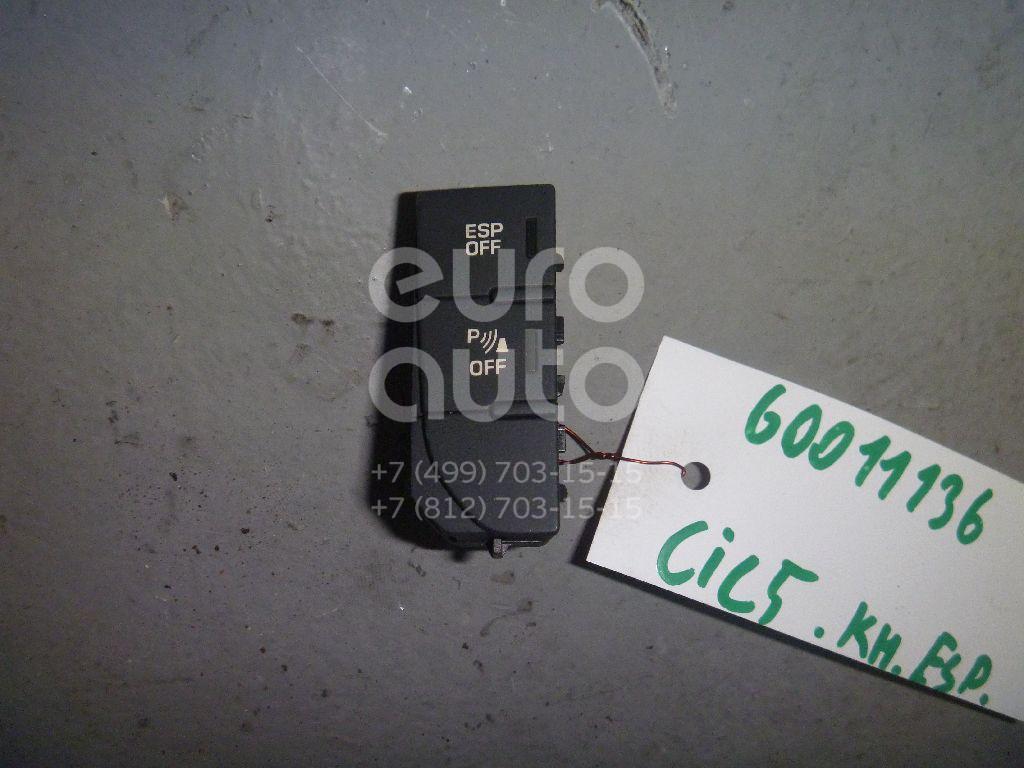 ESP
OFF
P
OFF
euro
auto
+7 (499) 703-15-15
+7 (812) 703-15-15
60011136
CiC5. КН. ESP.